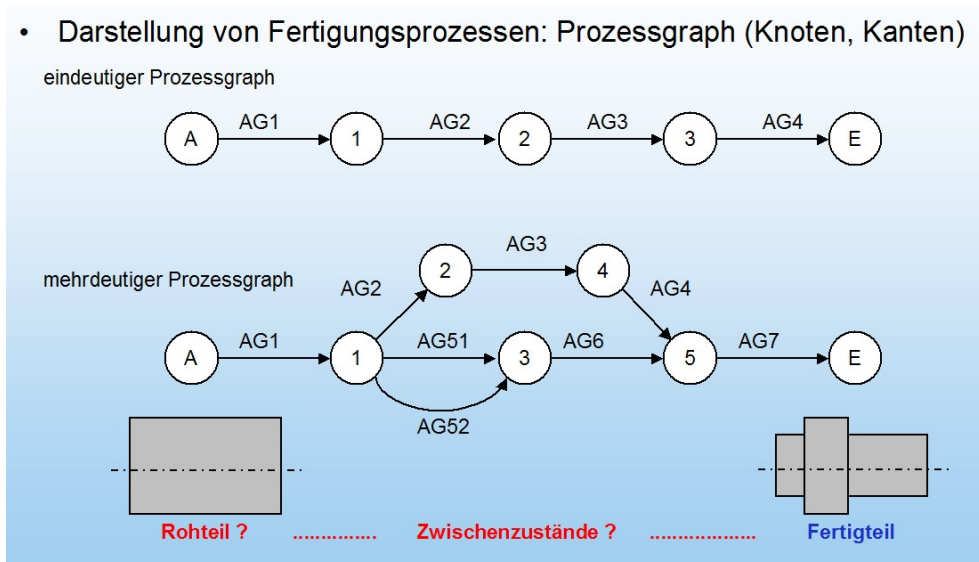 • Darstellung von Fertigungsprozessen: Prozessgraph (Knoten, Kanten)
eindeutiger Prozessgraph
AG1 AG2 AG3 AG4
A 1 2 3 E
AG3
2 4
mehrdeutiger Prozessgraph
AG2 AG4
AG1 AG51 AG6 AG7
A 1 3 5 E
AG52
Rohteil ? .............. Zwischenzustände ? .................. Fertigteil